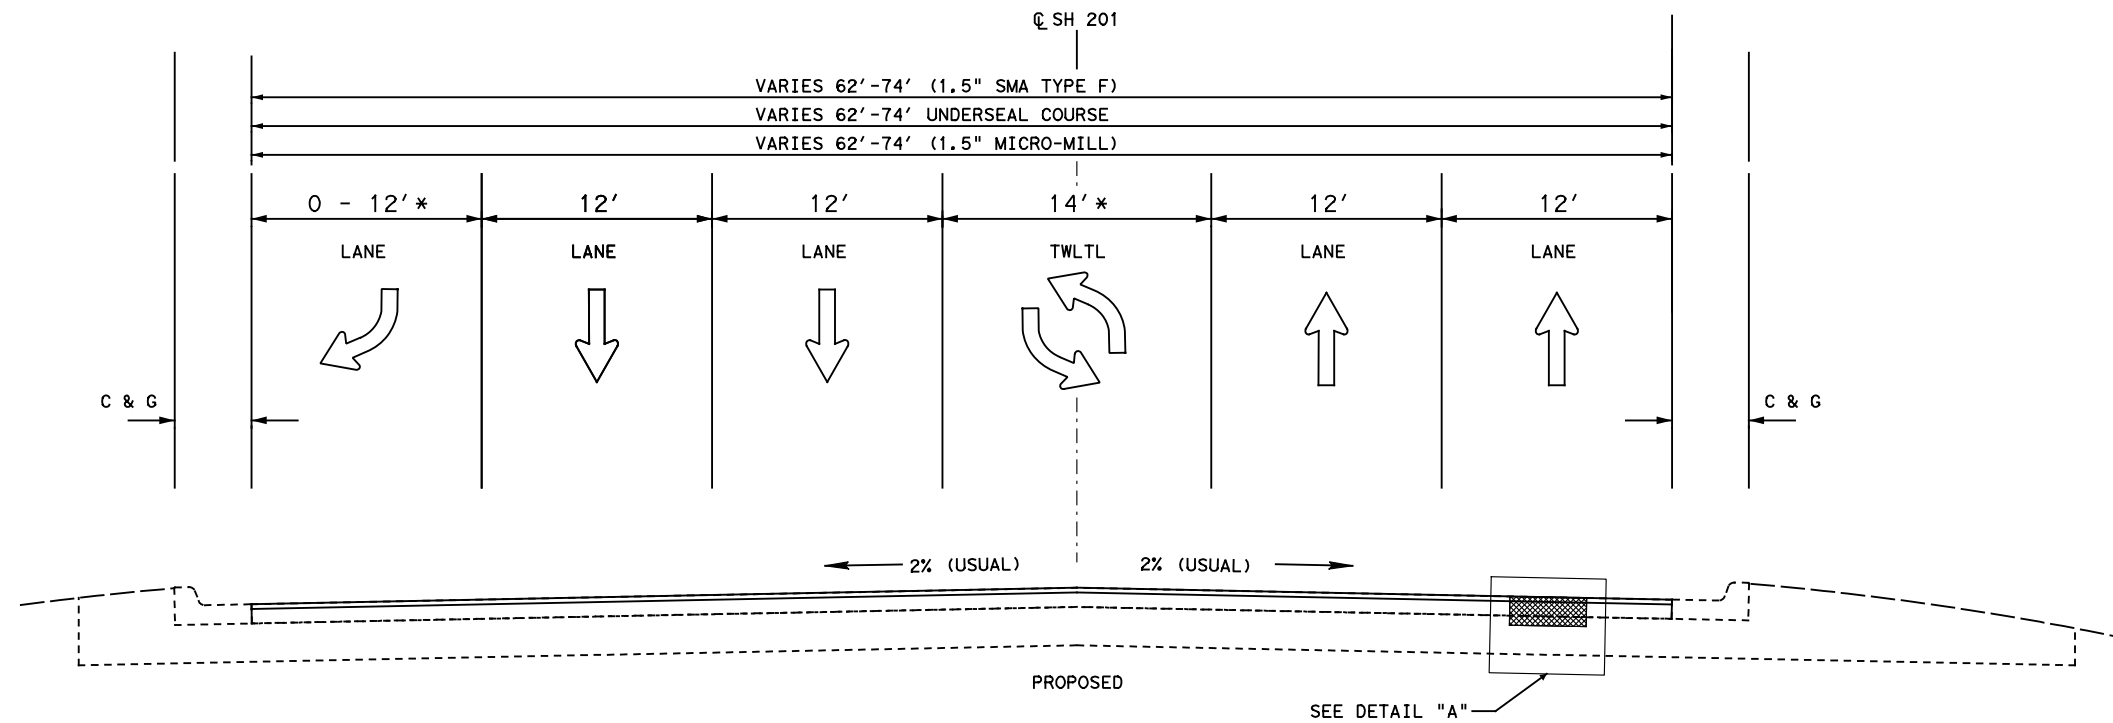 ℄ SH 201
VARIES 62'-74' (1.5" SMA TYPE F)
VARIES 62'-74' UNDERSEAL COURSE
VARIES 62'-74' (1.5" MICRO-MILL)
0 - 12'* 12' 12' 14'* 12' 12'
LANE LANE LANE TWLTL LANE LANE
C & G C & G
2% (USUAL) 2% (USUAL)
PROPOSED
SEE DETAIL "A"